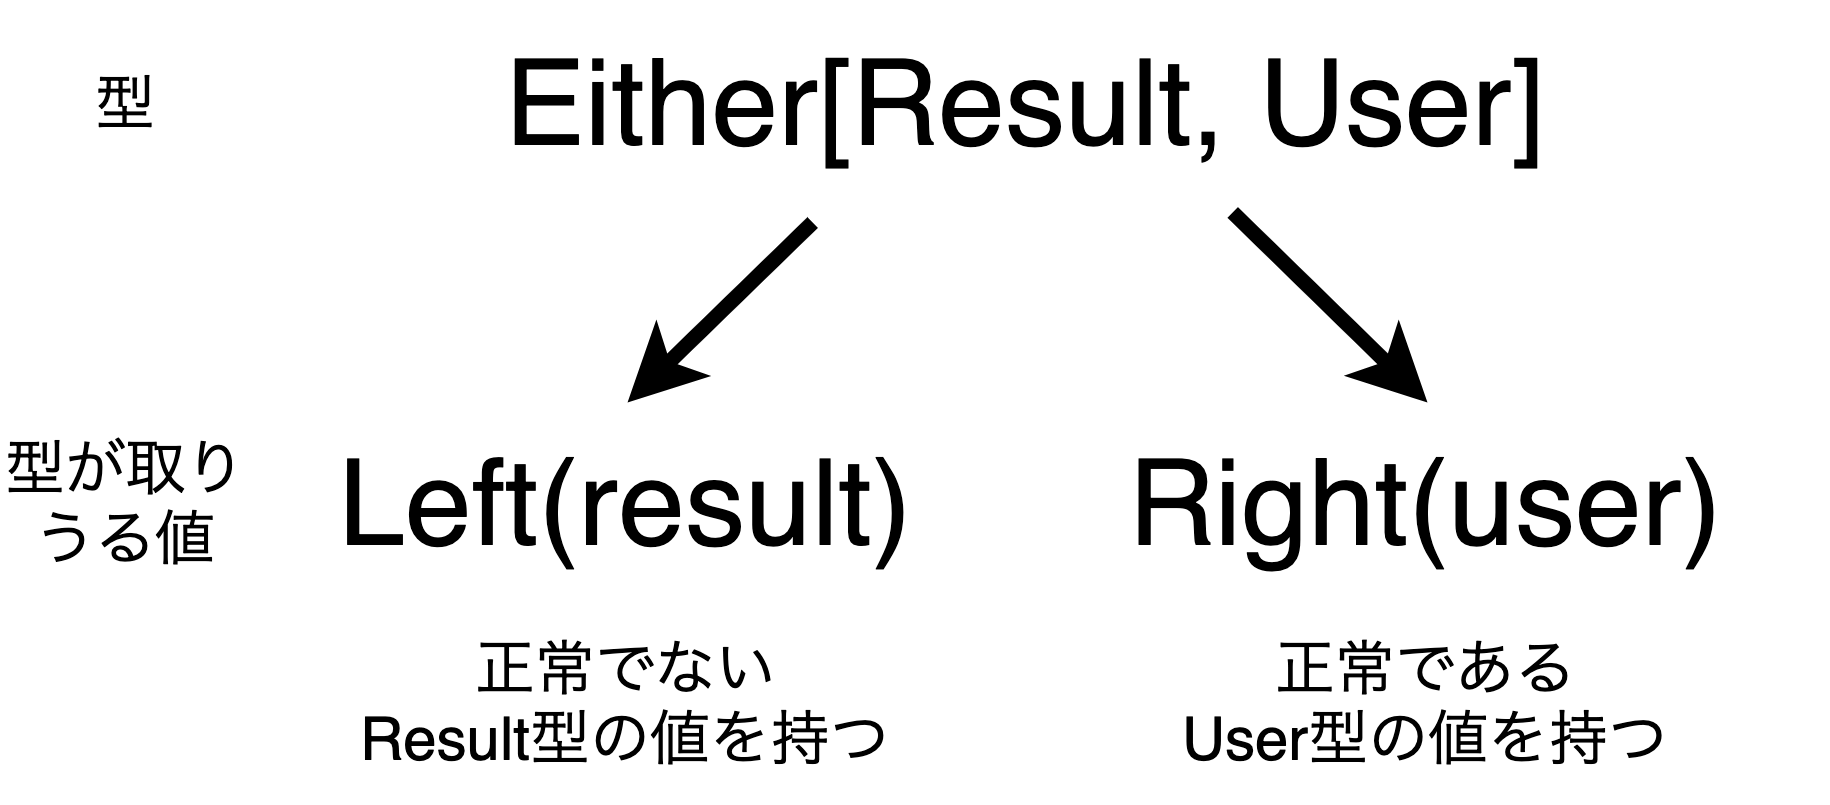 型
Either[Result, User]
型が取り
うる値
Left(result)
Right(user)
正常でない
Result型の値を持つ
正常である
User型の値を持つ